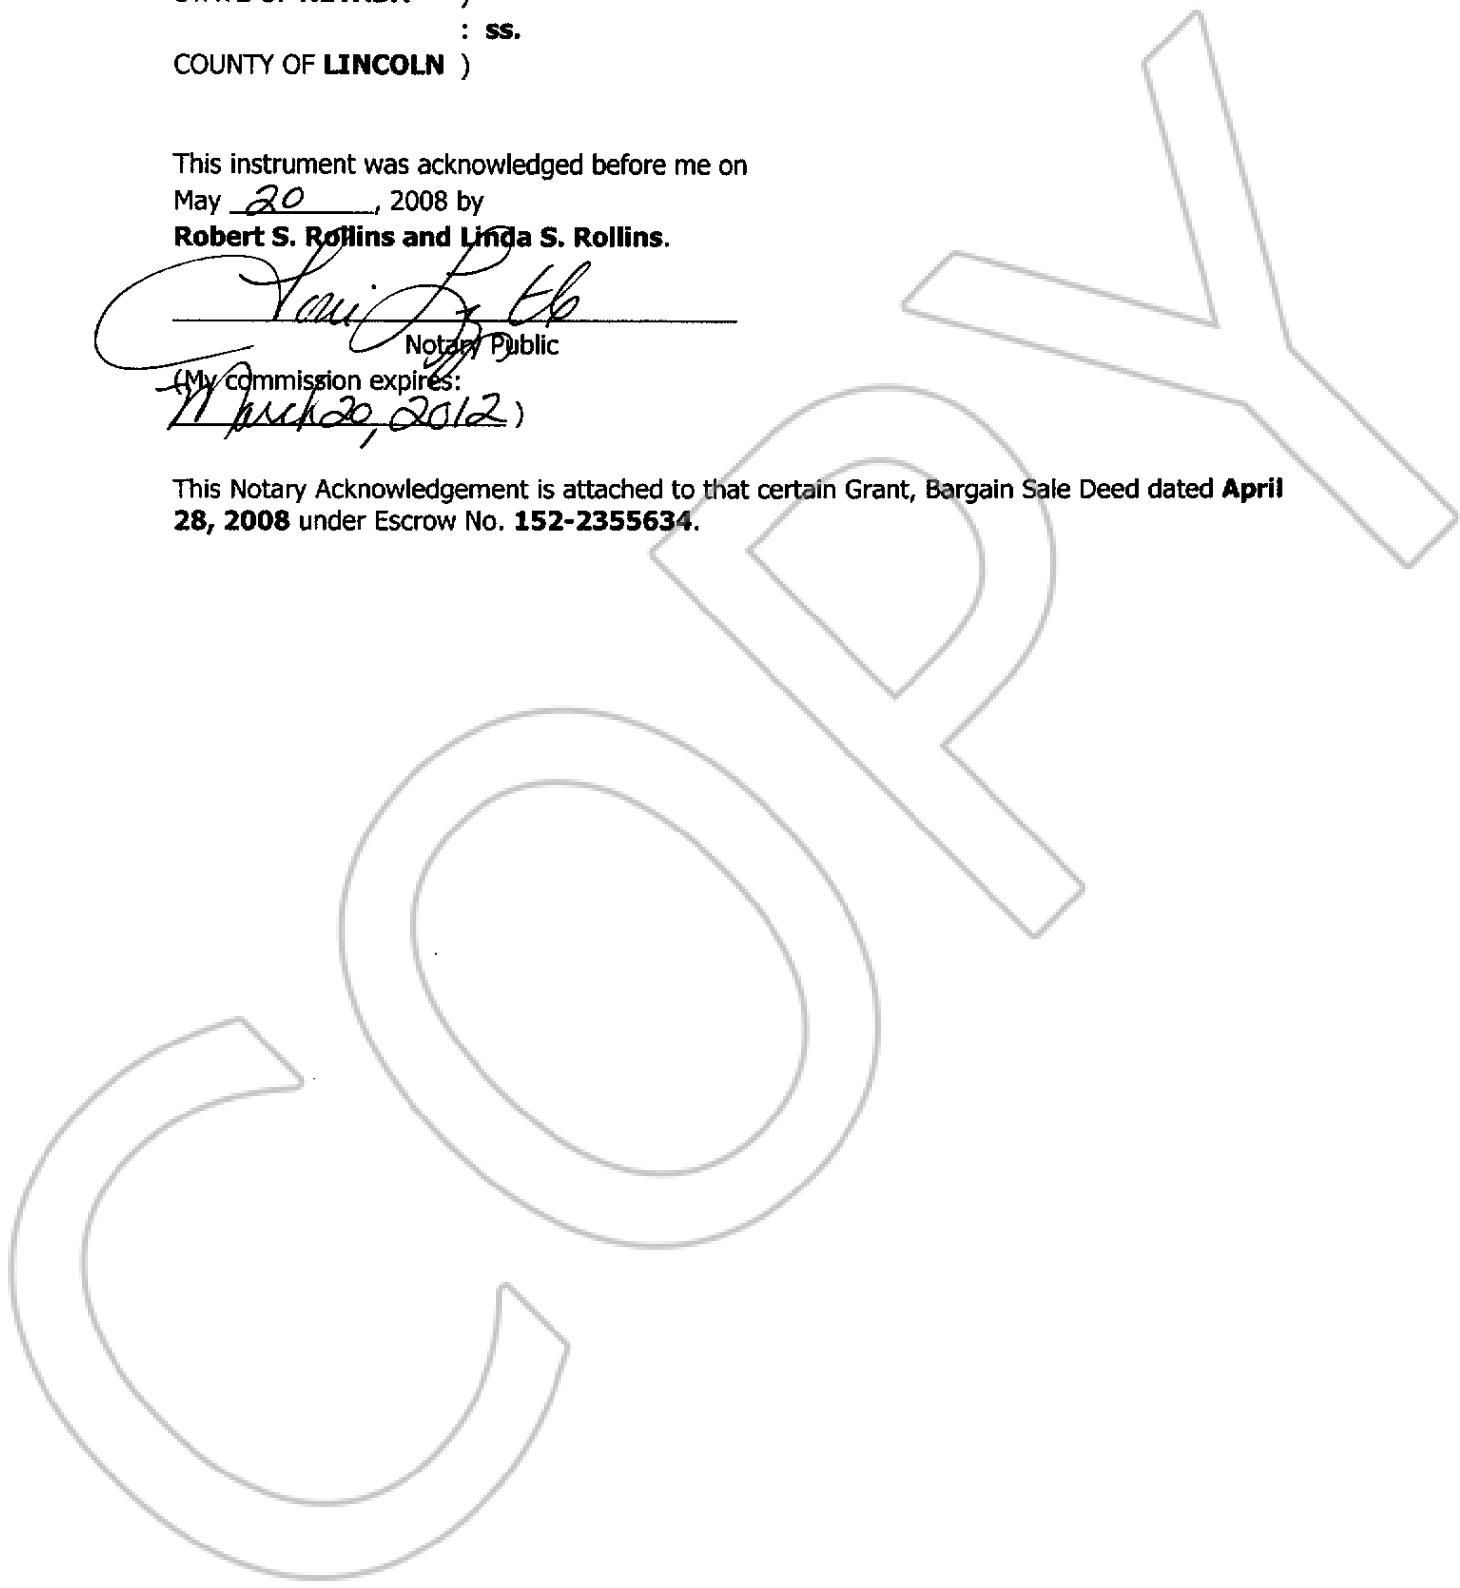 : ss.
COUNTY OF LINCOLN )
This instrument was acknowledged before me on
May 20, 2008 by
Robert S. Rollins and Linda S. Rollins.
Notary Public
(My commission expires:
March 20, 2012)
This Notary Acknowledgement is attached to that certain Grant, Bargain Sale Deed dated April
28, 2008 under Escrow No. 152-2355634.
COPY